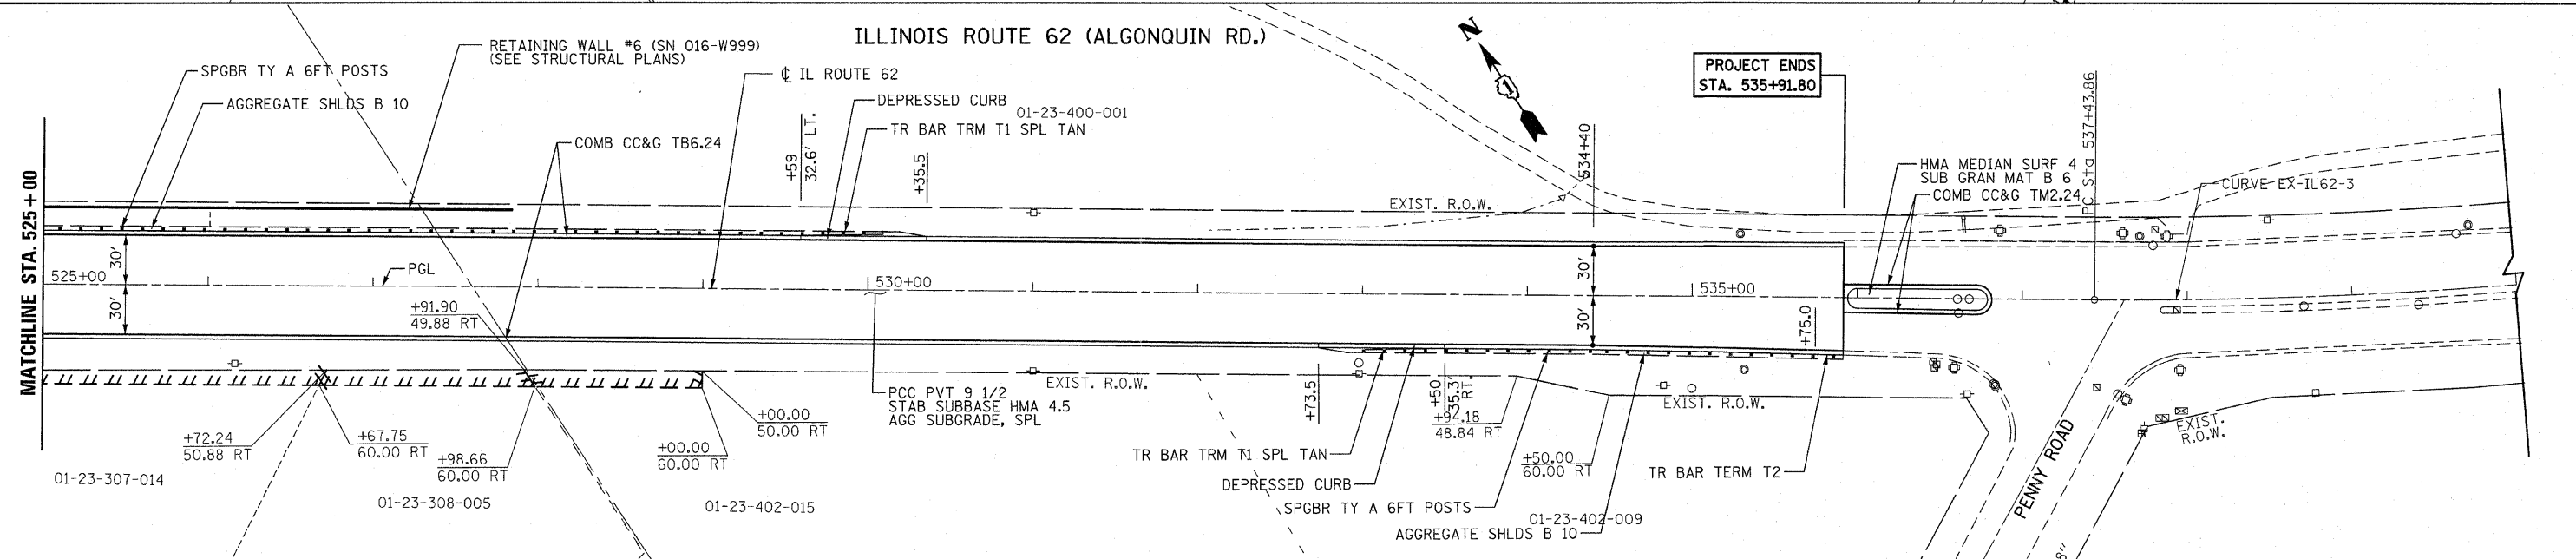 ILLINOIS ROUTE 62 (ALGONQUIN RD.)
RETAINING WALL #6 (SN 016-W999)
(SEE STRUCTURAL PLANS)
SPGBR TY A 6FT POSTS
AGGREGATE SHLDS B 10
℄ IL ROUTE 62
DEPRESSED CURB
01-23-400-001
TR BAR TRM T1 SPL TAN
COMB CC&G TB6.24
+59
32.6' LT.
+35.5
N
1
534+40
PROJECT ENDS
STA. 535+91.80
PC Sta 537+43.86
HMA MEDIAN SURF 4
SUB GRAN MAT B 6
COMB CC&G TM2.24
CURVE EX-IL62-3
EXIST. R.O.W.
MATCHLINE STA. 525+00
30'
30'
525+00
PGL
530+00
30'
30'
535+00
+91.90
49.88 RT
+75.0
PCC PVT 9 1/2
STAB SUBBASE HMA 4.5
AGG SUBGRADE, SPL
EXIST. R.O.W.
+73.5
+50
35.3' RT.
+94.18
48.84 RT
EXIST. R.O.W.
EXIST.
R.O.W.
+00.00
50.00 RT
+72.24
50.88 RT
+67.75
60.00 RT
+98.66
60.00 RT
+00.00
60.00 RT
TR BAR TRM T1 SPL TAN
+50.00
60.00 RT
TR BAR TERM T2
PENNY ROAD
01-23-307-014
01-23-308-005
01-23-402-015
DEPRESSED CURB
SPGBR TY A 6FT POSTS
01-23-402-009
AGGREGATE SHLDS B 10
8"